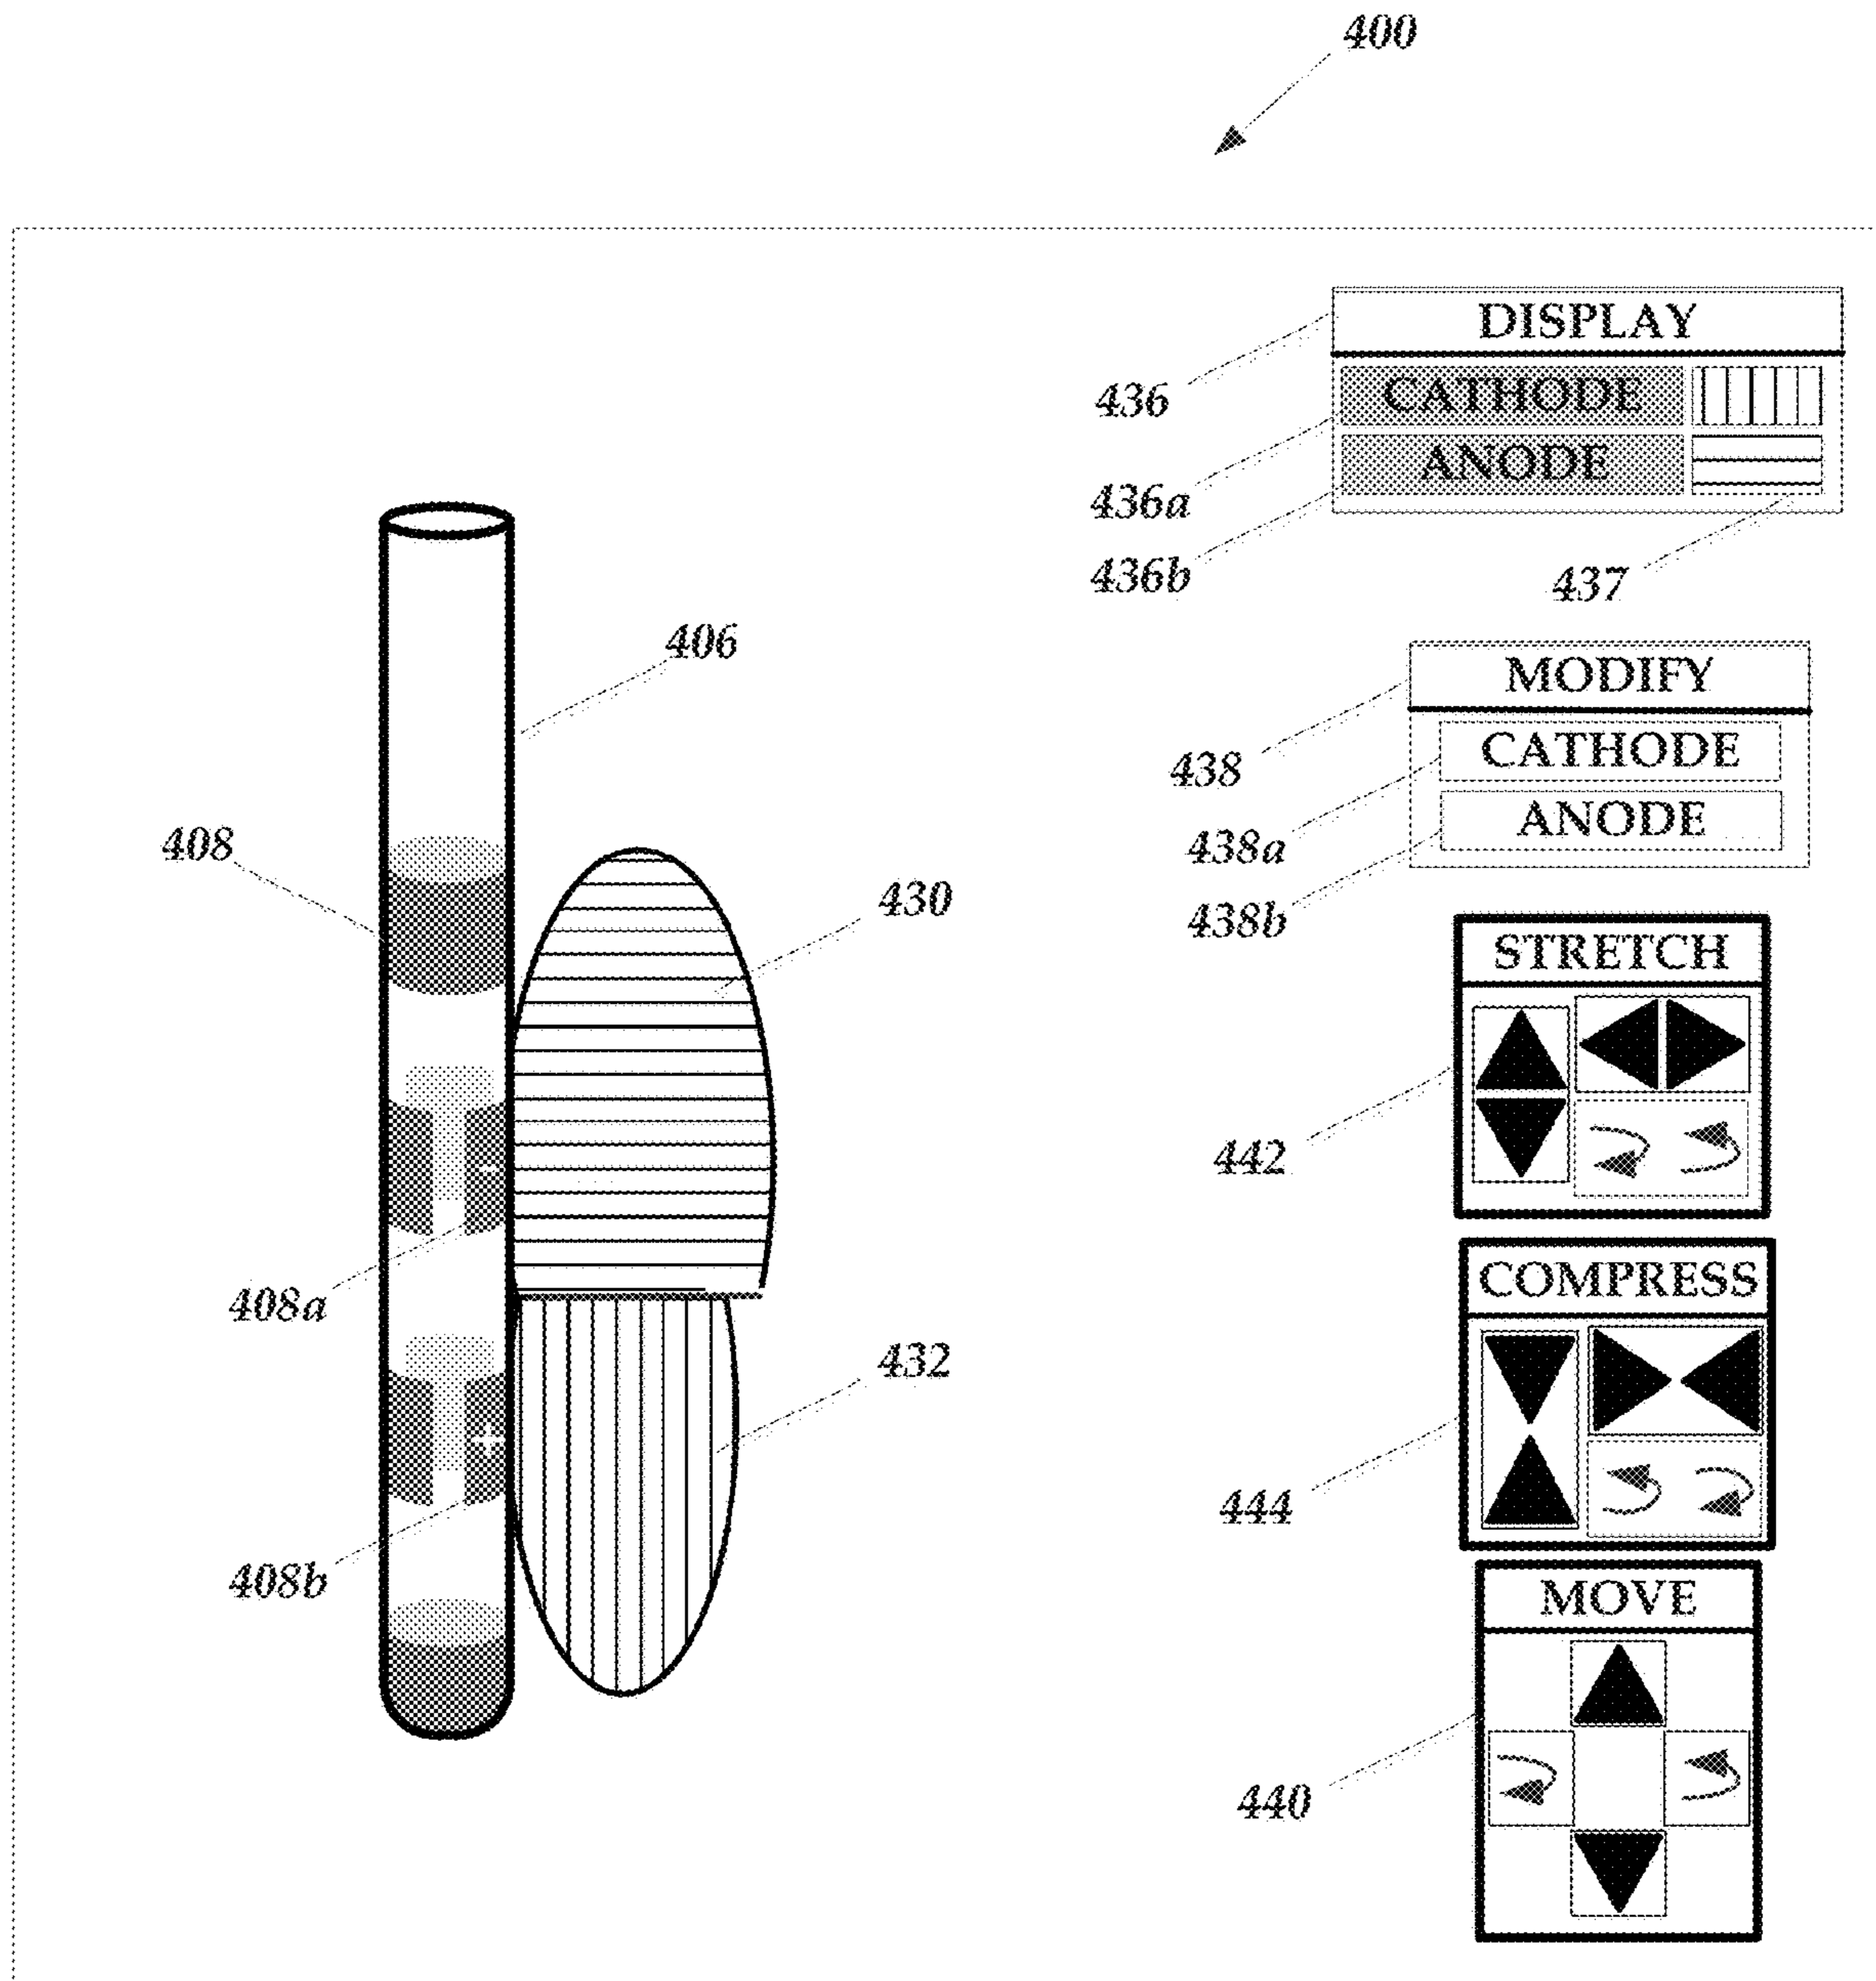 400
DISPLAY
436
CATHODE
436a
ANODE
436b
437
406
MODIFY
438
CATHODE
408
438a
ANODE
430
438b
STRETCH
442
-
408a
COMPRESS
432
+
444
408b
MOVE
440